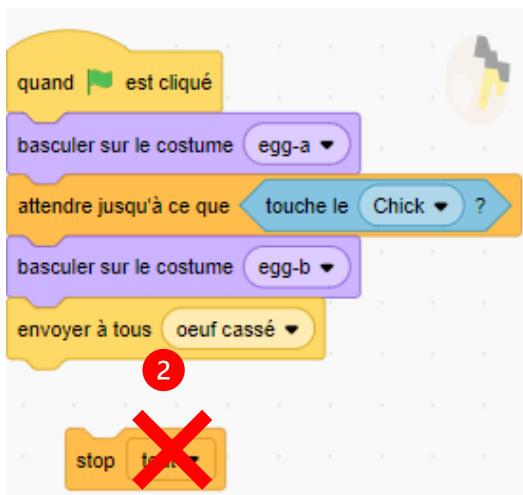 quand est cliqué
basculer sur le costume egg-a
attendre jusqu'à ce que touche le Chick ?
basculer sur le costume egg-b
envoyer à tous oeuf cassé
2
stop